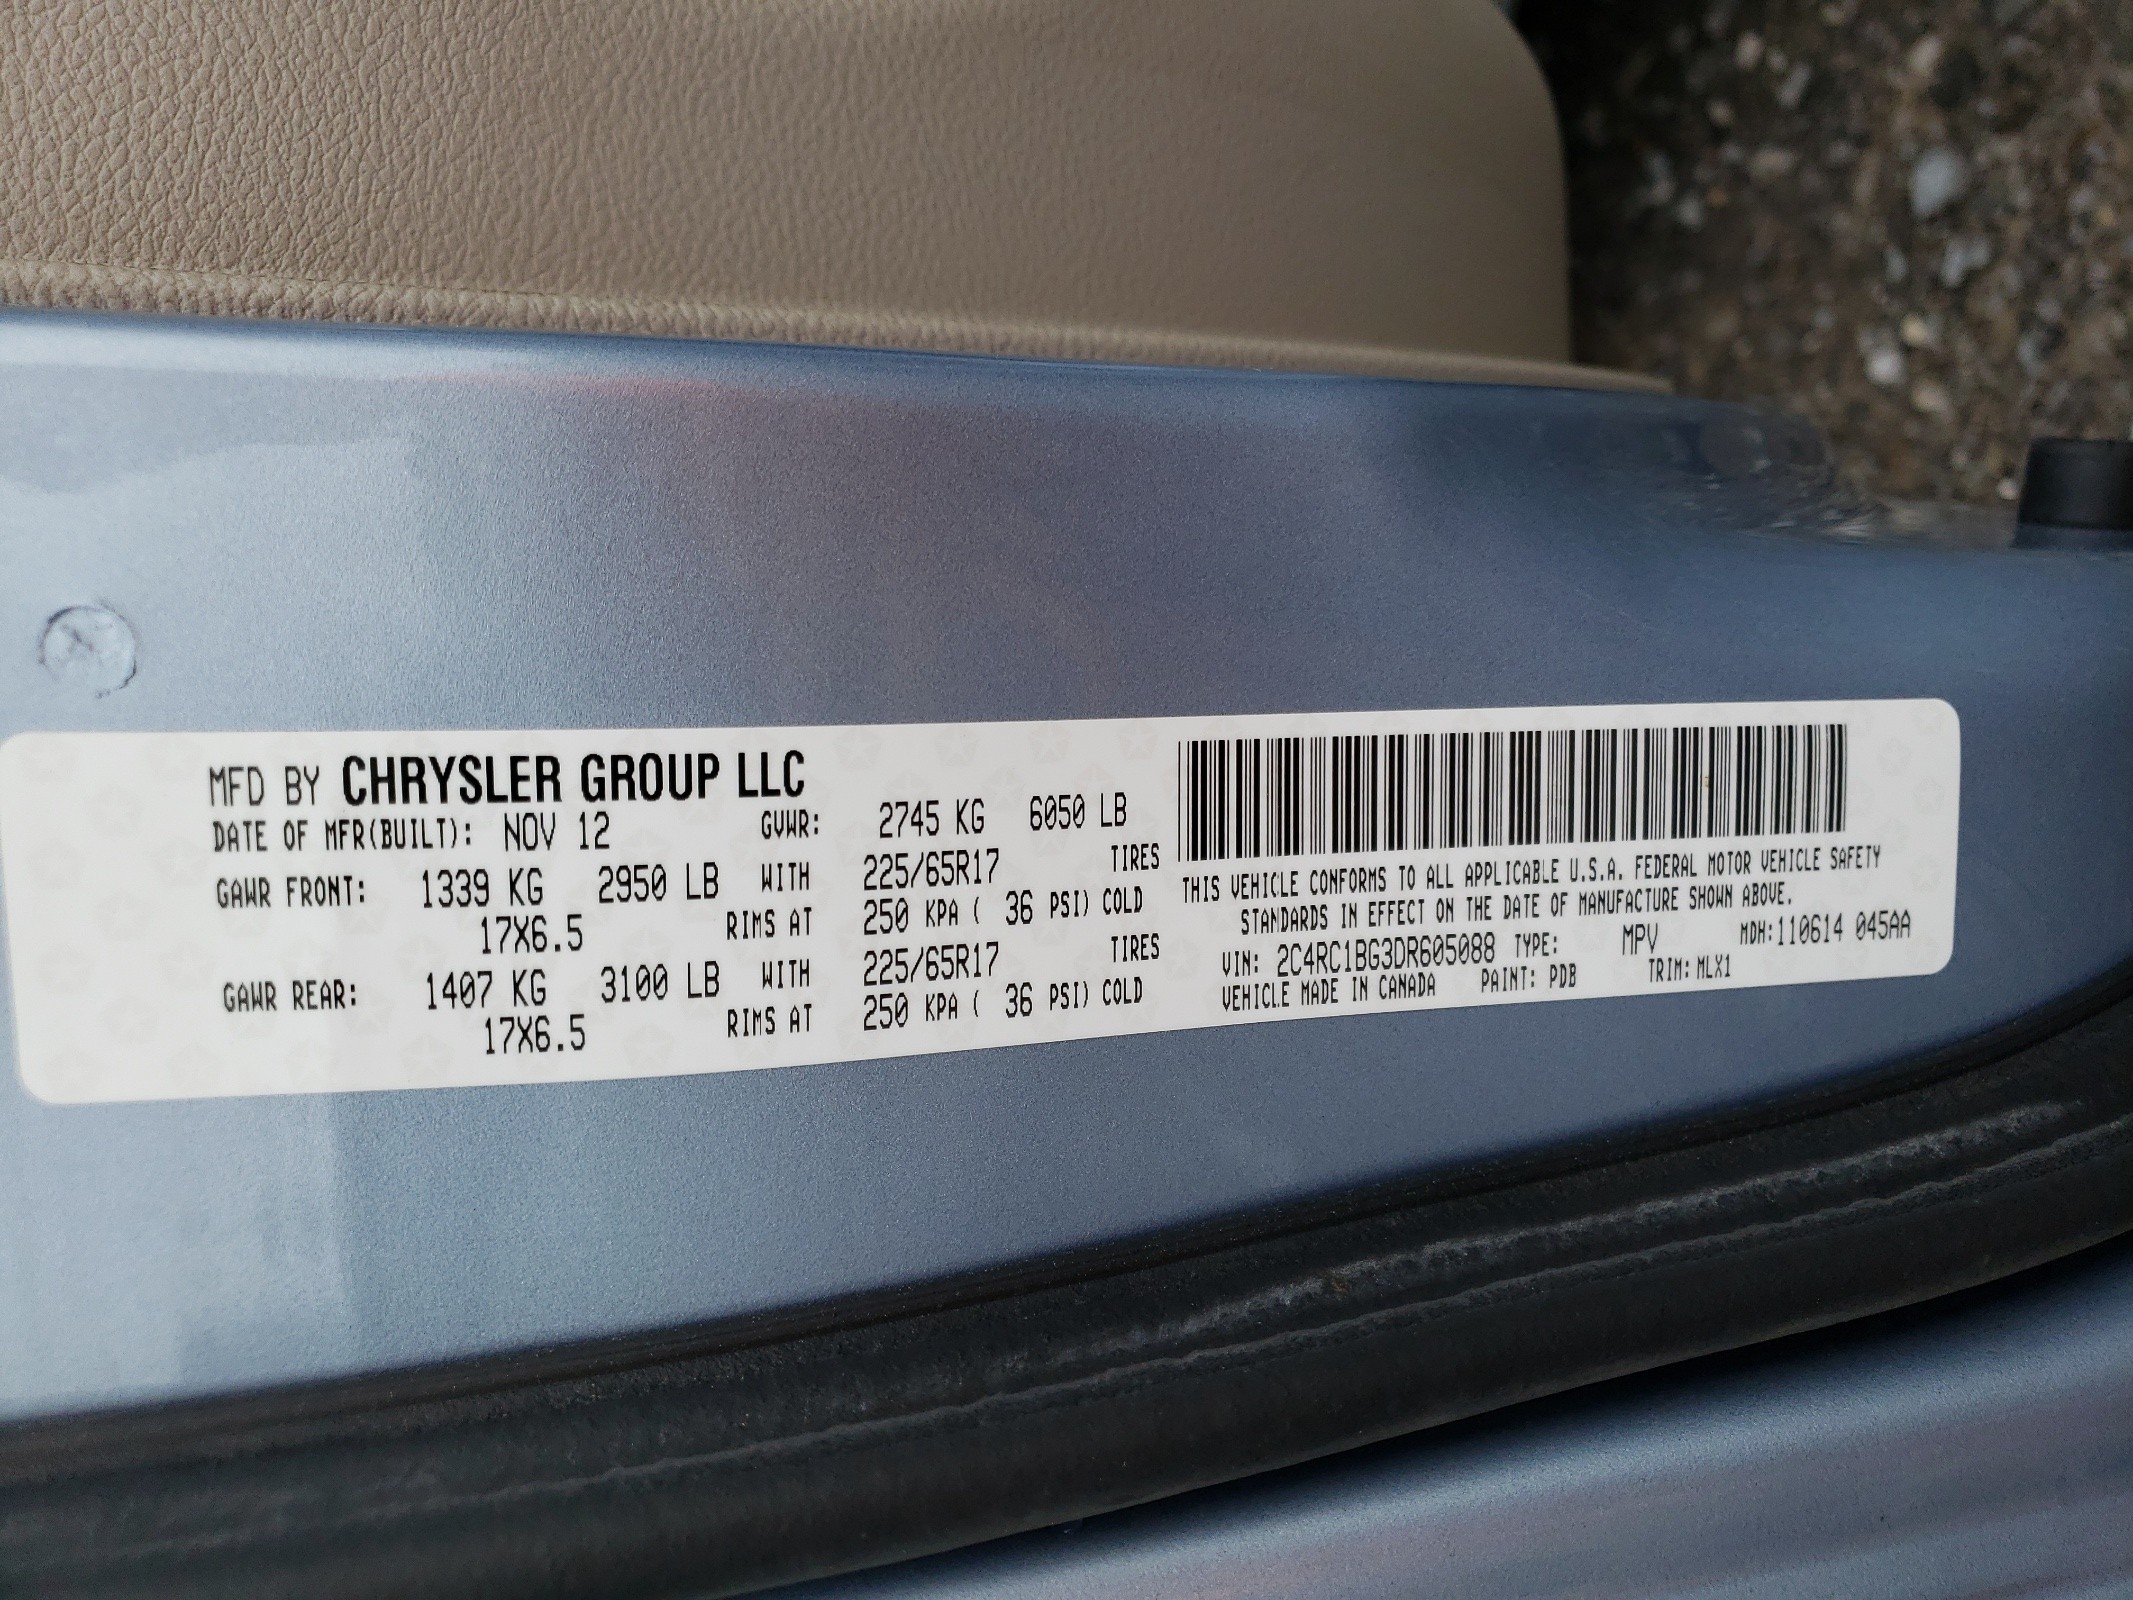 MFD BY CHRYSLER GROUP LLC
DATE OF MFR(BUILT): NOV 12 GVWR: 2745 KG 6050 LB
GAWR FRONT: 1339 KG 2950 LB WITH 225/65R17 TIRES
17X6.5 RIMS AT 250 KPA ( 36 PSI) COLD
GAWR REAR: 1407 KG 3100 LB WITH 225/65R17 TIRES
17X6.5 RIMS AT 250 KPA ( 36 PSI) COLD
THIS VEHICLE CONFORMS TO ALL APPLICABLE U.S.A. FEDERAL MOTOR VEHICLE SAFETY
STANDARDS IN EFFECT ON THE DATE OF MANUFACTURE SHOWN ABOVE.
VIN: 2C4RC1BG3DR605088 TYPE: MPV MDH:110614 045AA
VEHICLE MADE IN CANADA PAINT: PDB TRIM: MLX1